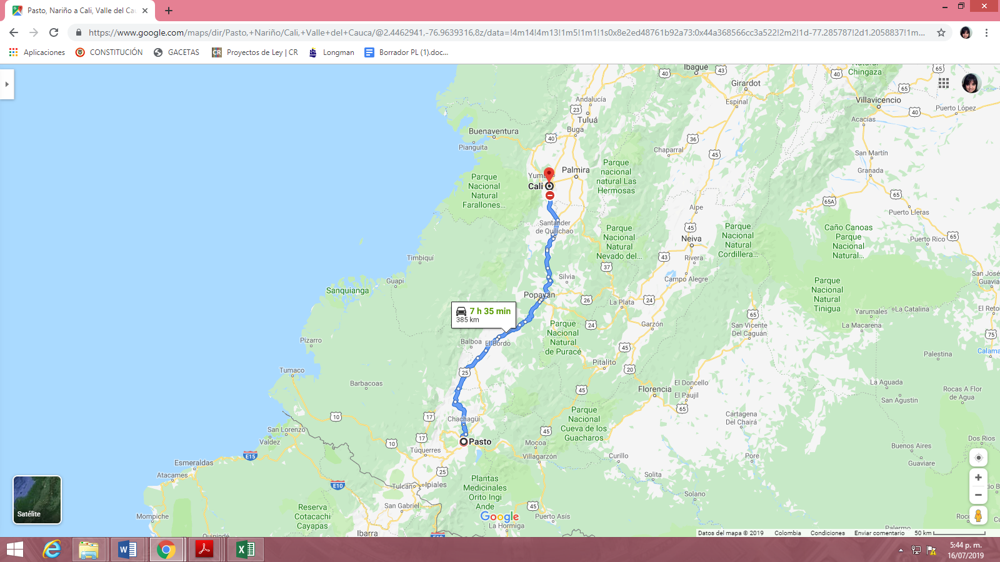 Pasto, Nariño a Cali, Valle del Cau
https://www.google.com/maps/dir/Pasto,+Nariño/Cali,+Valle+del+Cauca/@2.4462941,-76.9639316,8z/data=!4m14!4m13!1m5!1m1!1s0x8e2ed48761b92a73:0x44a368566cc3a522!2m2!1d-77.285787!2d1.2058837!1m...
Aplicaciones
CONSTITUCIÓN
GACETAS
CR Proyectos de Ley | CR
Longman
Borrador PL (1).doc...
Ibagué
40
43
40
Natural
Chingaza
65
Girardot
65
Andalucía
Espinal
Villavicencio
23
Tuluá
40
Puerto López
Acacías
Buenaventura
Buga
40
36
Pianguita
Chaparral
45
San Martín
Parque
nacional
natural Las
Hermosas
Palmira
Granada
Yumb
Parque
Nacional
Natural
Farallones...
Cali
65
65A
Aipe
Puerto Lleras
Santander
de Quilichao
45
Parque
Nacional
Natural
Nevado del...
Parque
Nacional
Natural
Cordillera...
Caño Canoas
Parque
Nacional
Natural...
Neiva
Puerto Rico
65
Timbiquí
43
Rivera
37
Silvia
Campo Alegre
San José
Guavia
Guapi
Sanquianga
Popayán
Parque
Nacional
Natural
Tinigua
26
La Plata
24
7 h 35 min
385 km
Yarumales
La Catalina
El Reto
65
24
Garzón
San Vicente
Del Caguán
La Macarena
Parque
Nacional
Natural
de Puracé
75
Pizarro
Balboa
El Bordo
45
Calama
Palestina
Pitalito
20
Tumaco
25
Barbacoas
El Doncello
La Aguada
45
Florencia
Rocas A Flor
de Agua
El Paujil
San Agustin
65
10
17
Chachagüí
Parque
Nacional
Cueva de los
Guacharos
Cartagena
Del Chairá
San Lorenzo
45
Valdez
17
10
Pasto
Mocoa
Dos Rios
Túquerres
Buenos Aires
E15
Villagarzón
Curillo
Pore
Esmeraldas
Guaviare
25
Atacames
Solita
E10
Tulcan
Ipiales
Plantas
Medicinales
Orito Ingi
Ande
Solano
Satélite
Reserva
Cotacachi
Cayapas
San Gabriel
45
Mompiche
Google
Puerto Asís
La Hormiga
Palermo
Quinindé
Ibarra
Datos del mapa © 2019
Colombia
Condiciones
Enviar comentario
50 km
5:44 p. m.
16/07/2019